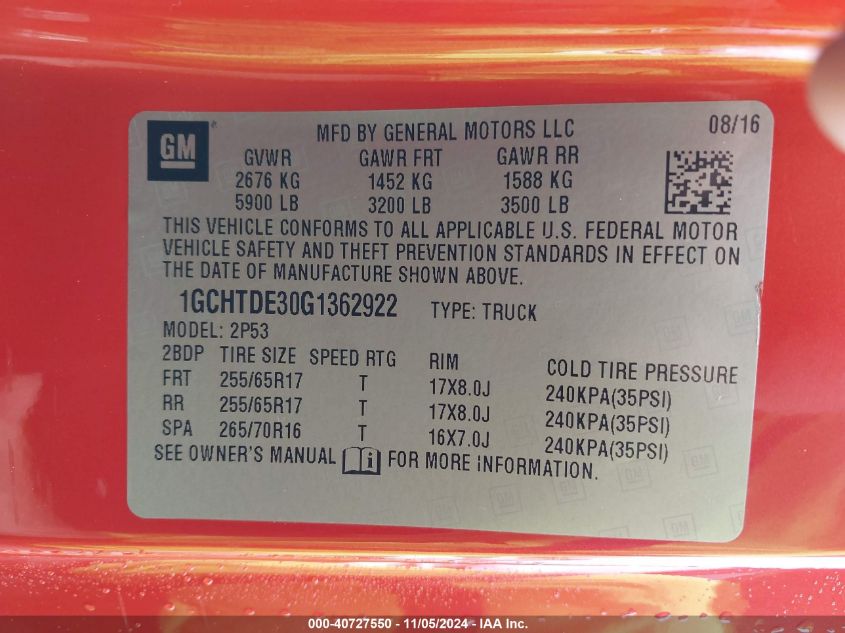 GM
MFD BY GENERAL MOTORS LLC
08/16
GVWR GAWR FRT GAWR RR
2676 KG 1452 KG 1588 KG
5900 LB 3200 LB 3500 LB
THIS VEHICLE CONFORMS TO ALL APPLICABLE U.S. FEDERAL MOTOR
VEHICLE SAFETY AND THEFT PREVENTION STANDARDS IN EFFECT ON
THE DATE OF MANUFACTURE SHOWN ABOVE.
1GCHTDE30G1362922 TYPE: TRUCK
MODEL: 2P53
2BDP TIRE SIZE SPEED RTG RIM COLD TIRE PRESSURE
FRT 255/65R17 T 17X8.0J 240KPA(35PSI)
RR 255/65R17 T 17X8.0J 240KPA(35PSI)
SPA 265/70R16 T 16X7.0J 240KPA(35PSI)
SEE OWNER'S MANUAL i FOR MORE INFORMATION.
000-40727550 - 11/05/2024 - IAA Inc.